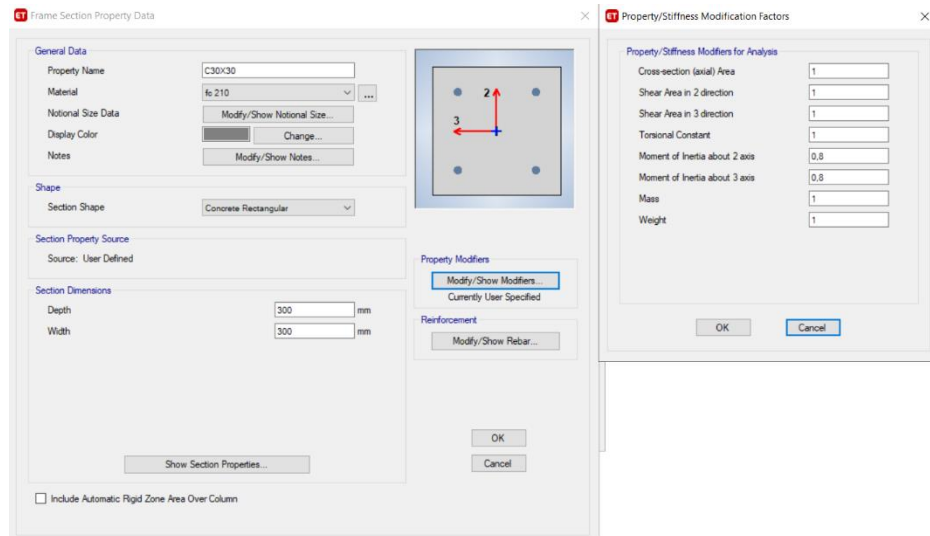 ET Frame Section Property Data
General Data
Property Name C30X30
Material fc 210 ...
Notional Size Data Modify/Show Notional Size...
Display Color Change...
Notes Modify/Show Notes...
Shape
Section Shape Concrete Rectangular
Section Property Source
Source: User Defined
Section Dimensions
Depth 300 mm
Width 300 mm
Show Section Properties...
Include Automatic Rigid Zone Area Over Column
2
3
Property Modifiers
Modify/Show Modifiers...
Currently User Specified
Reinforcement
Modify/Show Rebar...
OK
Cancel
ET Property/Stiffness Modification Factors
Property/Stiffness Modifiers for Analysis
Cross-section (axial) Area 1
Shear Area in 2 direction 1
Shear Area in 3 direction 1
Torsional Constant 1
Moment of Inertia about 2 axis 0,8
Moment of Inertia about 3 axis 0,8
Mass 1
Weight 1
OK Cancel